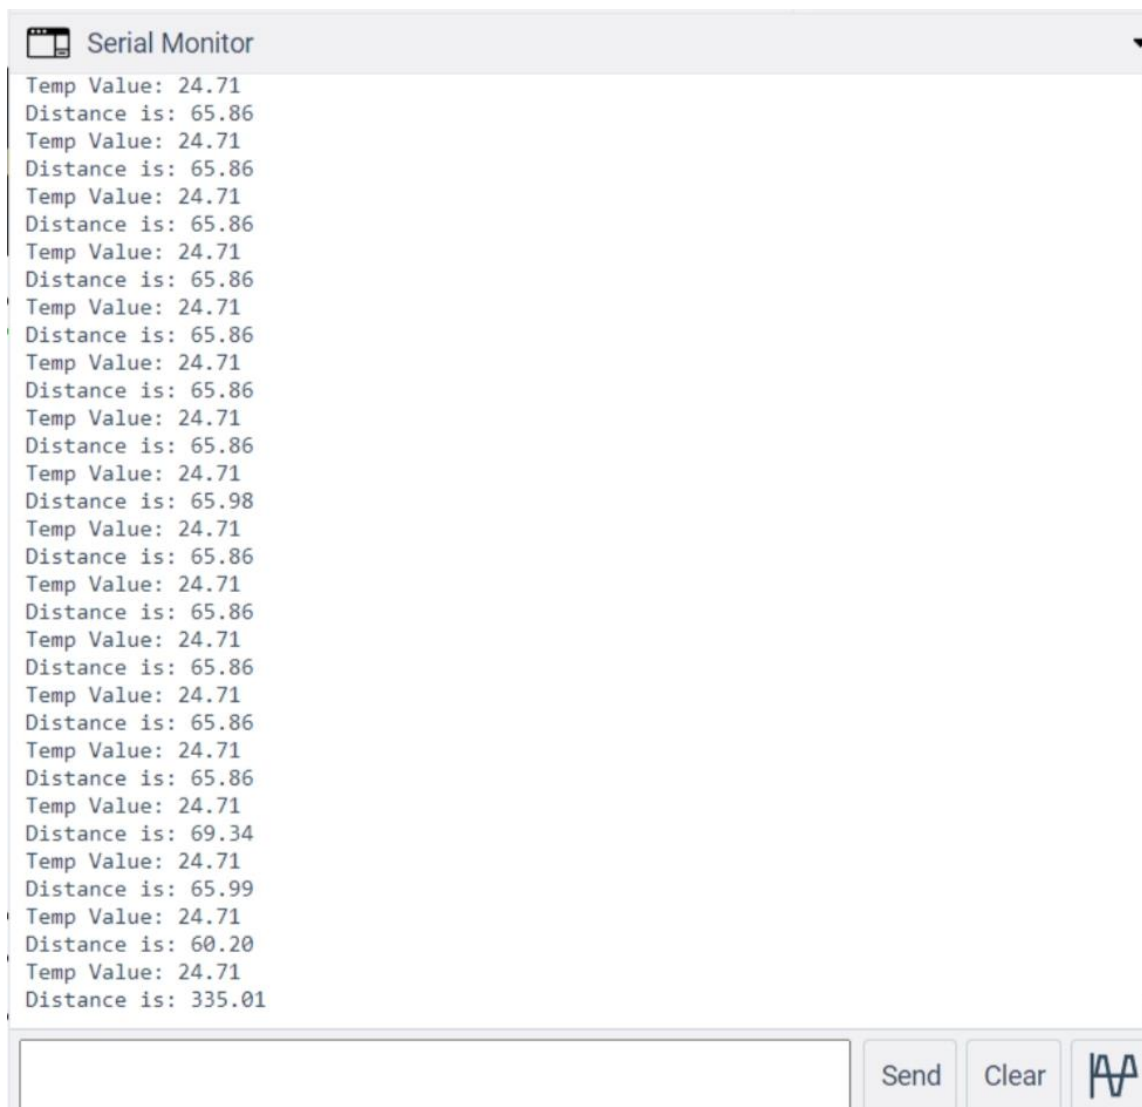 Serial Monitor
Temp Value: 24.71
Distance is: 65.86
Temp Value: 24.71
Distance is: 65.86
Temp Value: 24.71
Distance is: 65.86
Temp Value: 24.71
Distance is: 65.86
Temp Value: 24.71
Distance is: 65.86
Temp Value: 24.71
Distance is: 65.86
Temp Value: 24.71
Distance is: 65.86
Temp Value: 24.71
Distance is: 65.98
Temp Value: 24.71
Distance is: 65.86
Temp Value: 24.71
Distance is: 65.86
Temp Value: 24.71
Distance is: 65.86
Temp Value: 24.71
Distance is: 65.86
Temp Value: 24.71
Distance is: 65.86
Temp Value: 24.71
Distance is: 69.34
Temp Value: 24.71
Distance is: 65.99
Temp Value: 24.71
Distance is: 60.20
Temp Value: 24.71
Distance is: 335.01
Send Clear